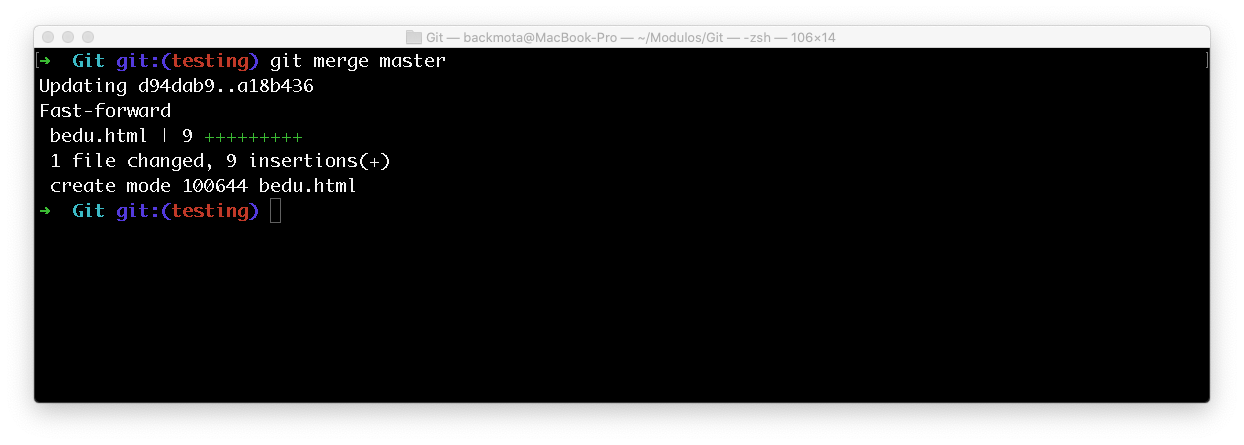 Git — backmota@MacBook-Pro — ~/Modulos/Git — -zsh — 106×14
[➜  Git git:(testing) git merge master ]
Updating d94dab9..a18b436
Fast-forward
 bedu.html | 9 +++++++++
 1 file changed, 9 insertions(+)
 create mode 100644 bedu.html
➜  Git git:(testing)